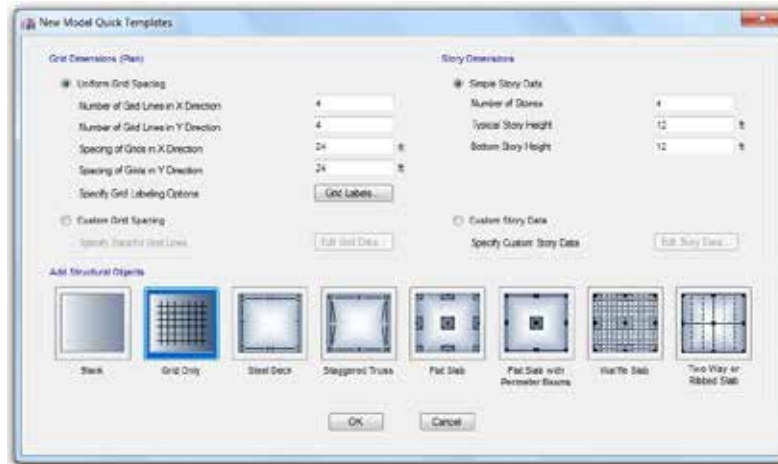 New Model Quick Templates
Grid Dimensions (Plan)
Uniform Grid Spacing
Number of Grid Lines in X Direction 4
Number of Grid Lines in Y Direction 4
Spacing of Grids in X Direction 24 ft
Spacing of Grids in Y Direction 24 ft
Specify Grid Labeling Options Grid Labels...
Custom Grid Spacing
Specify Data for Grid Lines Edit Grid Data...
Story Dimensions
Simple Story Data
Number of Stories 4
Typical Story Height 12 ft
Bottom Story Height 12 ft
Custom Story Data
Specify Custom Story Data Edit Story Data...
Add Structural Objects
Blank
Grid Only
Steel Deck
Staggered Truss
Flat Slab
Flat Slab with
Perimeter Beams
Waffle Slab
Two Way or
Ribbed Slab
OK Cancel